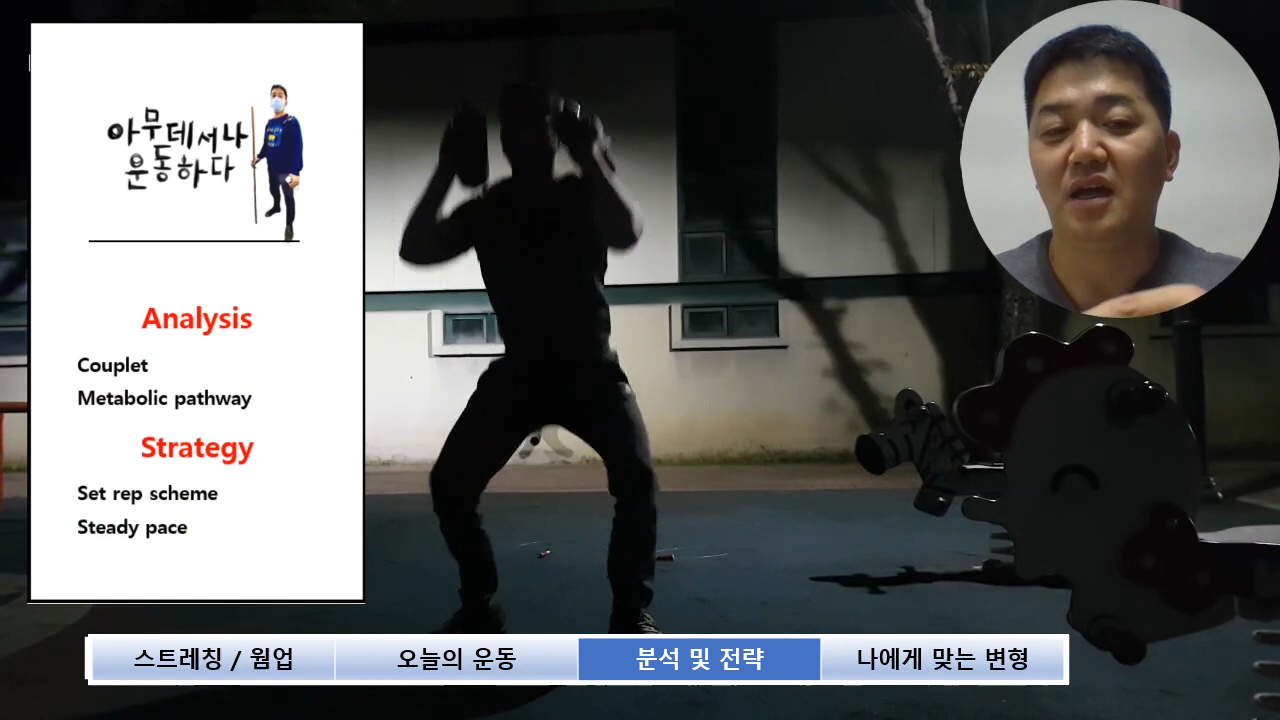 아무데서나
운동하다
Analysis
Couplet
Metabolic pathway
Strategy
Set rep scheme
Steady pace
스트레칭 / 웜업
오늘의 운동
분석 및 전략
나에게 맞는 변형